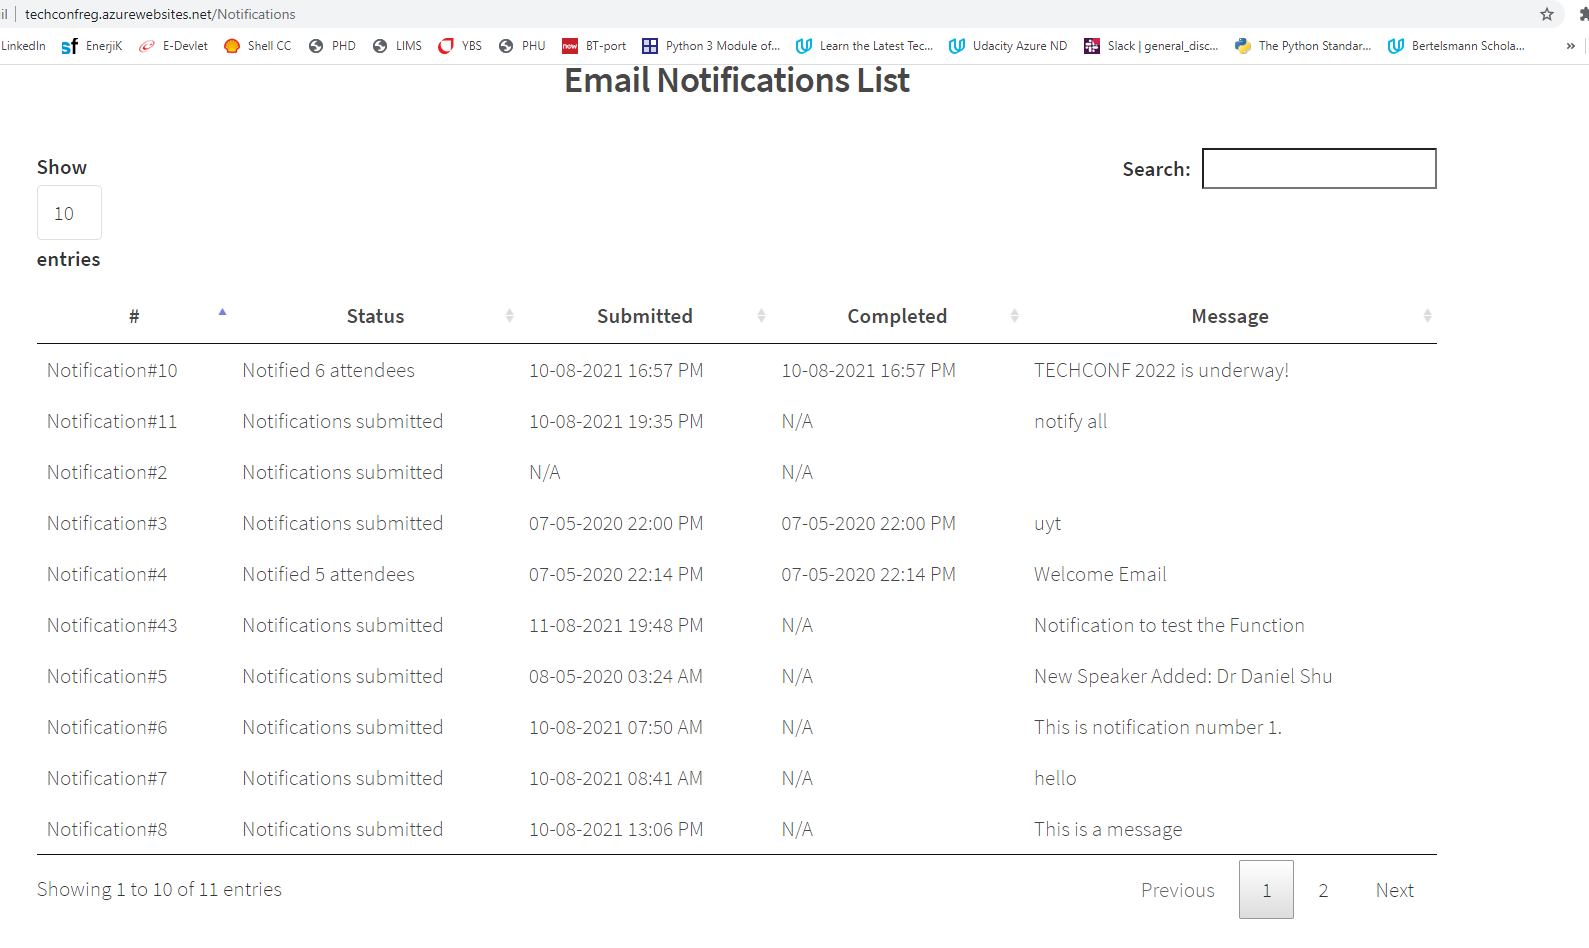 il techconfreg.azurewebsites.net/Notifications
LinkedIn EnerjiK E-Devlet Shell CC PHD LIMS YBS PHU now BT-port Python 3 Module of... Learn the Latest Tec... Udacity Azure ND Slack | general_disc... The Python Standar... Bertelsmann Schola... »
Email Notifications List
Show
Search:
10
entries
# Status Submitted Completed Message
Notification#10 Notified 6 attendees 10-08-2021 16:57 PM 10-08-2021 16:57 PM TECHCONF 2022 is underway!
Notification#11 Notifications submitted 10-08-2021 19:35 PM N/A notify all
Notification#2 Notifications submitted N/A N/A
Notification#3 Notifications submitted 07-05-2020 22:00 PM 07-05-2020 22:00 PM uyt
Notification#4 Notified 5 attendees 07-05-2020 22:14 PM 07-05-2020 22:14 PM Welcome Email
Notification#43 Notifications submitted 11-08-2021 19:48 PM N/A Notification to test the Function
Notification#5 Notifications submitted 08-05-2020 03:24 AM N/A New Speaker Added: Dr Daniel Shu
Notification#6 Notifications submitted 10-08-2021 07:50 AM N/A This is notification number 1.
Notification#7 Notifications submitted 10-08-2021 08:41 AM N/A hello
Notification#8 Notifications submitted 10-08-2021 13:06 PM N/A This is a message
Showing 1 to 10 of 11 entries
Previous 1 2 Next